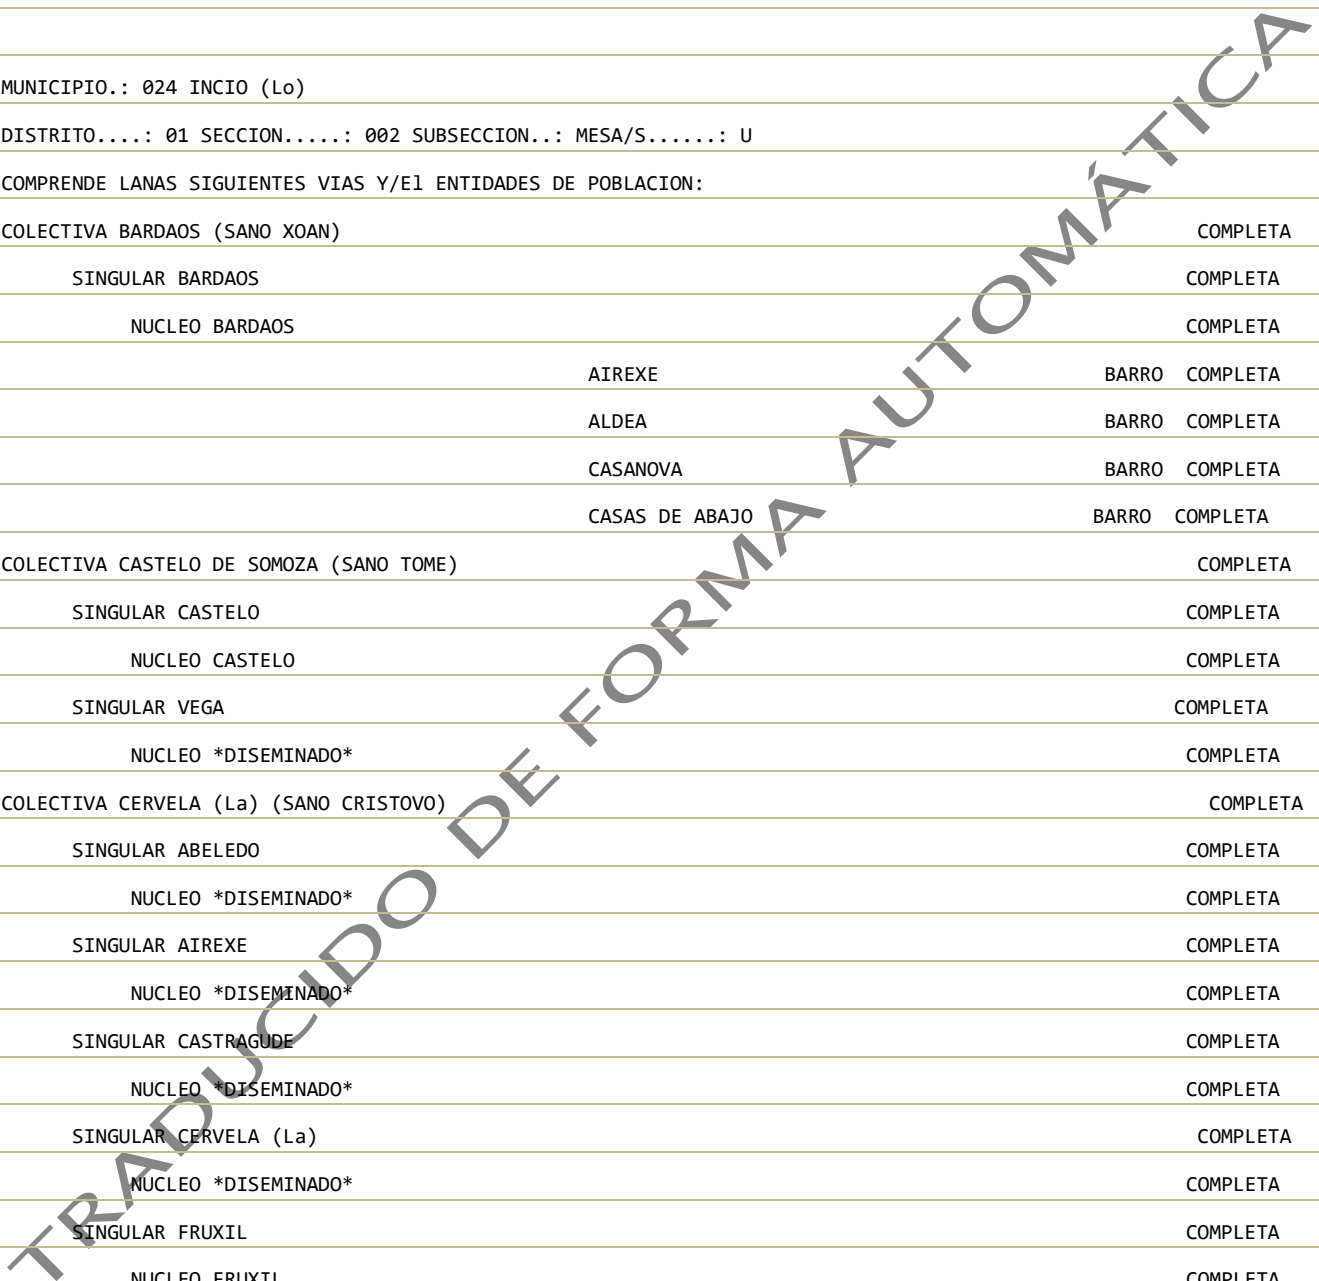 MUNICIPIO.: 024 INCIO (Lo)
DISTRITO....: 01 SECCION.....: 002 SUBSECCION..: MESA/S......: U
COMPRENDE LANAS SIGUIENTES VIAS Y/El ENTIDADES DE POBLACION:
COLECTIVA BARDAOS (SANO XOAN) COMPLETA
SINGULAR BARDAOS COMPLETA
NUCLEO BARDAOS COMPLETA
AIREXE BARRO COMPLETA
ALDEA BARRO COMPLETA
CASANOVA BARRO COMPLETA
CASAS DE ABAJO BARRO COMPLETA
COLECTIVA CASTELO DE SOMOZA (SANO TOME) COMPLETA
SINGULAR CASTELO COMPLETA
NUCLEO CASTELO COMPLETA
SINGULAR VEGA COMPLETA
NUCLEO *DISEMINADO* COMPLETA
COLECTIVA CERVELA (La) (SANO CRISTOVO) COMPLETA
SINGULAR ABELEDO COMPLETA
NUCLEO *DISEMINADO* COMPLETA
SINGULAR AIREXE COMPLETA
NUCLEO *DISEMINADO* COMPLETA
SINGULAR CASTRAGUDE COMPLETA
NUCLEO *DISEMINADO* COMPLETA
SINGULAR CERVELA (La) COMPLETA
NUCLEO *DISEMINADO* COMPLETA
SINGULAR FRUXIL COMPLETA
NUCLEO FRUXIL COMPLETA
TRADUCIDO DE FORMA AUTOMÁTICA